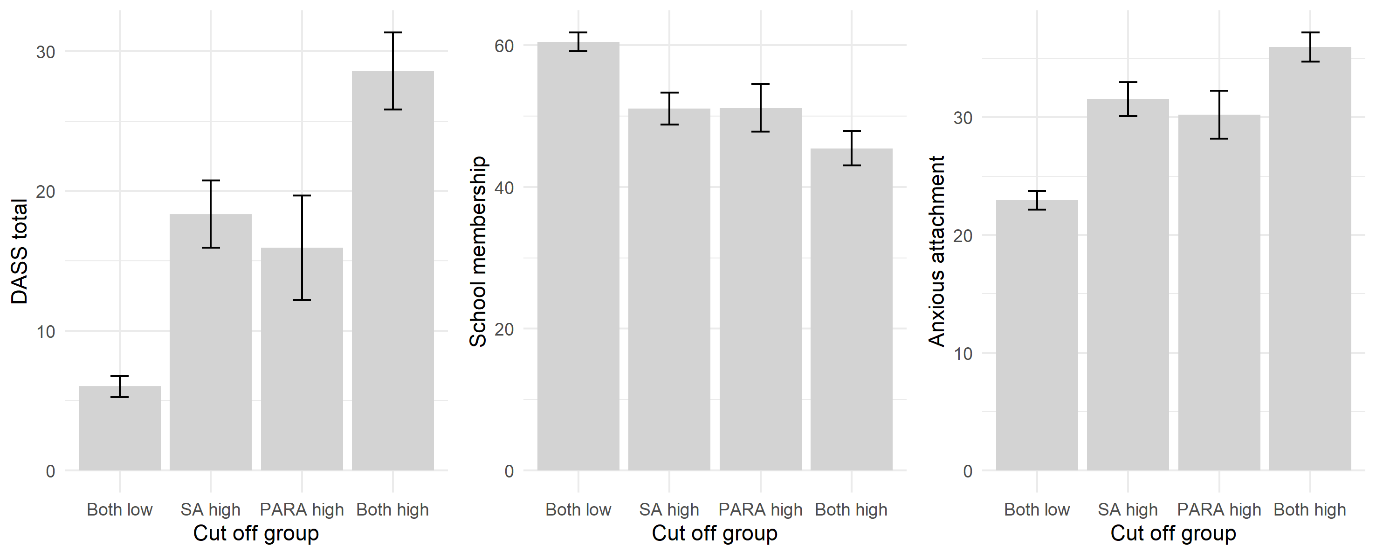 DASS total
30
20
10
0
Both low SA high PARA high Both high
Cut off group
School membership
60
40
20
0
Both low SA high PARA high Both high
Cut off group
Anxious attachment
30
20
10
0
Both low SA high PARA high Both high
Cut off group